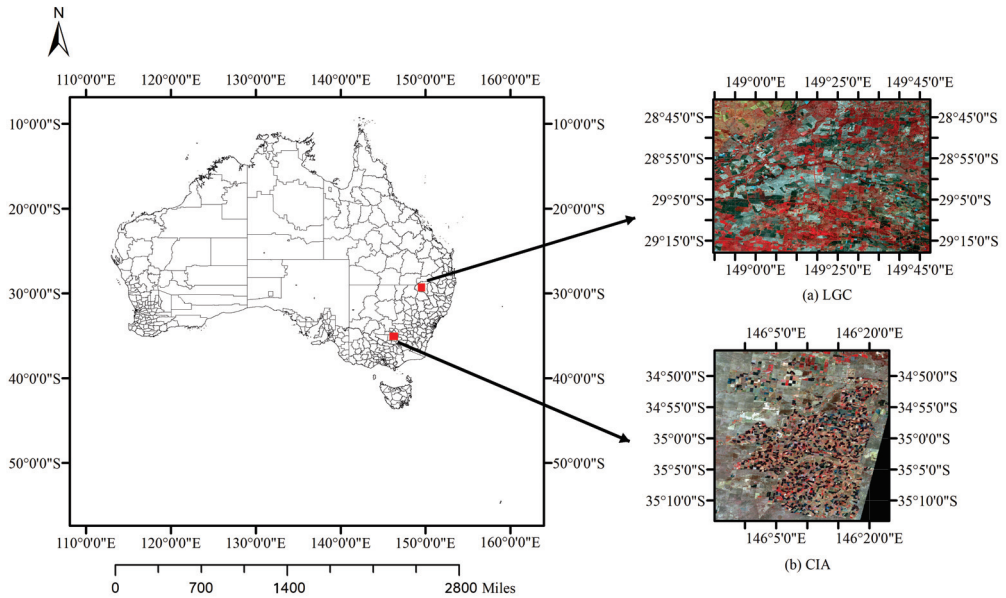 N
110°0'0"E 120°0'0"E 130°0'0"E 140°0'0"E 150°0'0"E 160°0'0"E
10°0'0"S 10°0'0"S
20°0'0"S 20°0'0"S
30°0'0"S 30°0'0"S
40°0'0"S 40°0'0"S
50°0'0"S 50°0'0"S
110°0'0"E 120°0'0"E 130°0'0"E 140°0'0"E 150°0'0"E 160°0'0"E
0 700 1400 2800 Miles
149°0'0"E 149°25'0"E 149°45'0"E
28°45'0"S 28°45'0"S
28°55'0"S 28°55'0"S
29°5'0"S 29°5'0"S
29°15'0"S 29°15'0"S
149°0'0"E 149°25'0"E 149°45'0"E
(a) LGC
146°5'0"E 146°20'0"E
34°50'0"S 34°50'0"S
34°55'0"S 34°55'0"S
35°0'0"S 35°0'0"S
35°5'0"S 35°5'0"S
35°10'0"S 35°10'0"S
146°5'0"E 146°20'0"E
(b) CIA